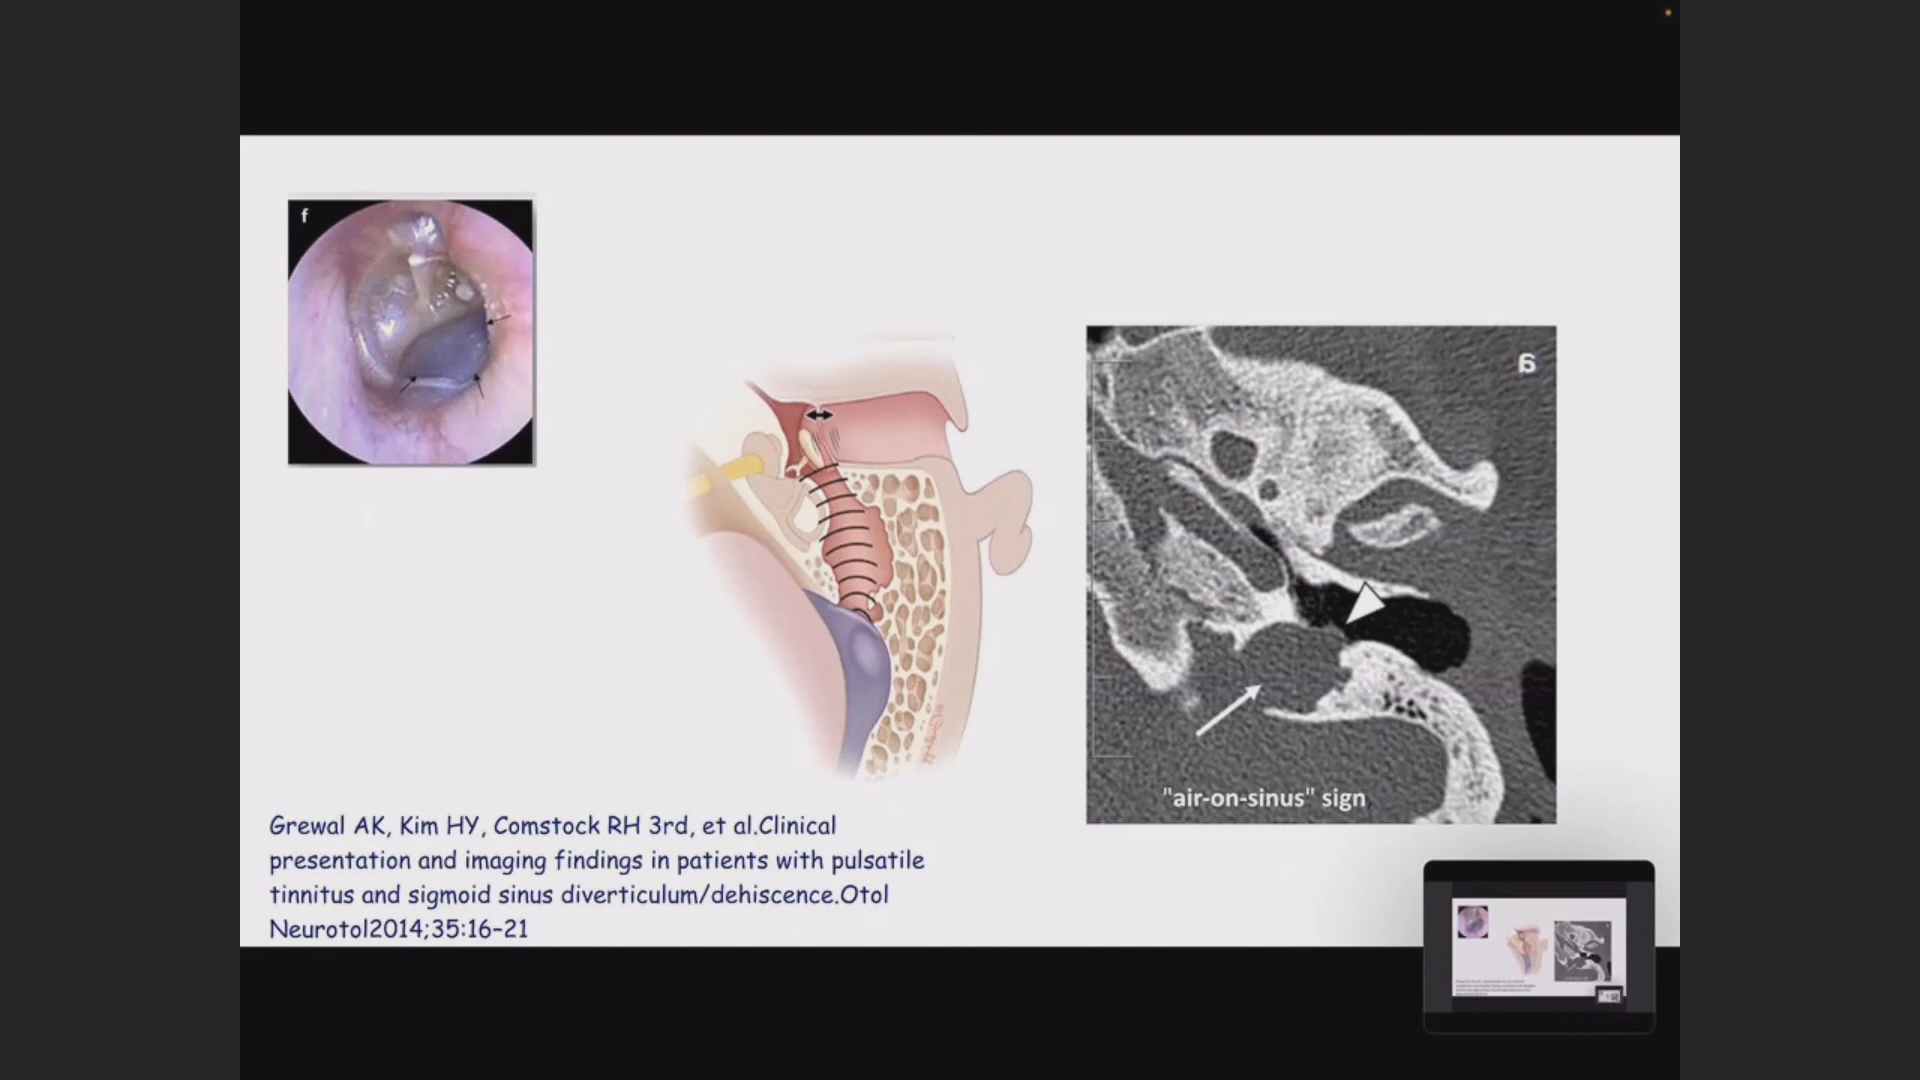 f
a
"air-on-sinus" sign
Grewal AK, Kim HY, Comstock RH 3rd, et al.Clinical
presentation and imaging findings in patients with pulsatile
tinnitus and sigmoid sinus diverticulum/dehiscence.Otol
Neurotol2014;35:16–21